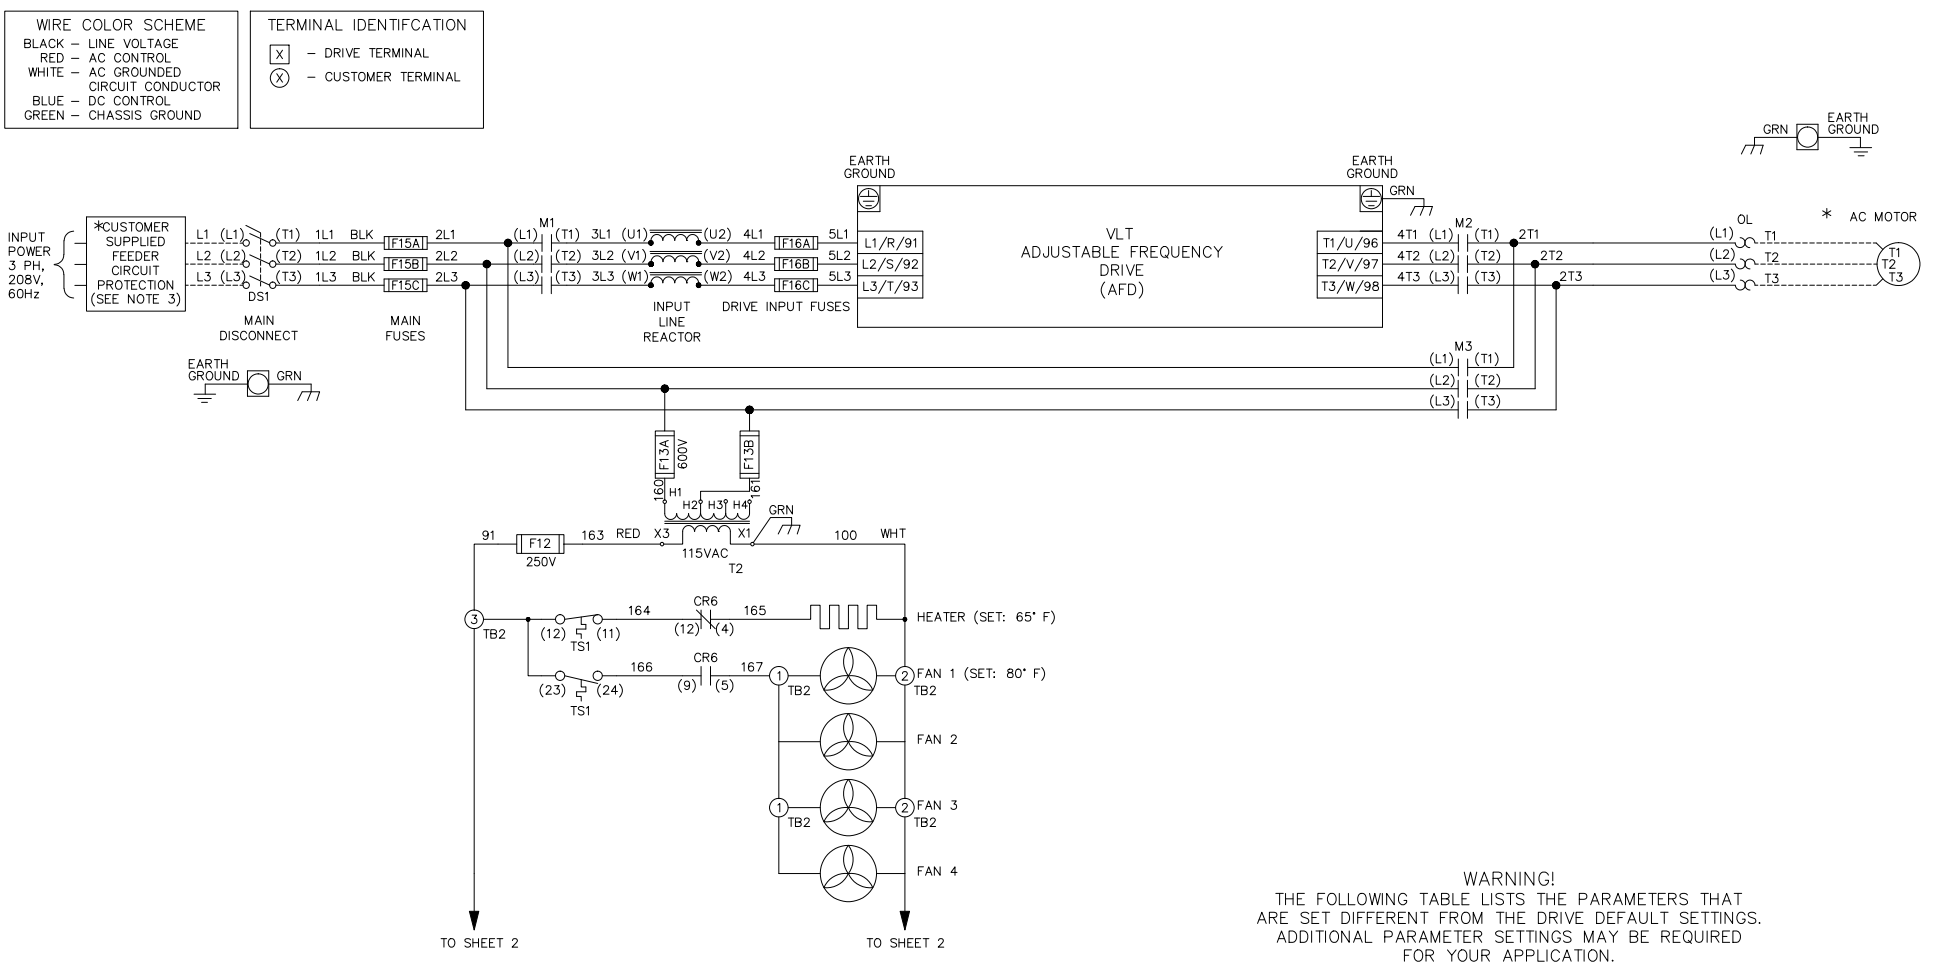 WIRE COLOR SCHEME
BLACK – LINE VOLTAGE
RED – AC CONTROL
WHITE – AC GROUNDED
CIRCUIT CONDUCTOR
BLUE – DC CONTROL
GREEN – CHASSIS GROUND
TERMINAL IDENTIFCATION
X – DRIVE TERMINAL
X – CUSTOMER TERMINAL
GRN
EARTH
GROUND
INPUT
POWER
3 PH,
208V,
60Hz
*CUSTOMER
SUPPLIED
FEEDER
CIRCUIT
PROTECTION
(SEE NOTE 3)
L1 (L1) (T1) 1L1 BLK F15A 2L1 (L1) M1 (T1) 3L1 (U1) (U2) 4L1 F16A 5L1 L1/R/91
L2 (L2) (T2) 1L2 BLK F15B 2L2 (L2) (T2) 3L2 (V1) (V2) 4L2 F16B 5L2 L2/S/92
L3 (L3) (T3) 1L3 BLK F15C 2L3 (L3) (T3) 3L3 (W1) (W2) 4L3 F16C 5L3 L3/T/93
DS1
MAIN
DISCONNECT
MAIN
FUSES
INPUT
LINE
REACTOR
DRIVE INPUT FUSES
EARTH
GROUND
VLT
ADJUSTABLE FREQUENCY
DRIVE
(AFD)
EARTH
GROUND
GRN
T1/U/96 4T1 (L1) M2 (T1) 2T1 (L1) OL T1
T2/V/97 4T2 (L2) (T2) 2T2 (L2) T2
T3/W/98 4T3 (L3) (T3) 2T3 (L3) T3
* AC MOTOR
T1
T2
T3
EARTH
GROUND
GRN
M3
(L1) (T1)
(L2) (T2)
(L3) (T3)
F13A
600V
F13B
160
161
H1
H2 H3 H4
GRN
91 F12 163 RED X3 X1 100 WHT
250V
115VAC
T2
3
TB2
(12) (11)
TS1
164
CR6
(12) (4)
165
HEATER (SET: 65° F)
(23) (24)
TS1
166
CR6
(9) (5)
167
1
TB2
2
TB2
FAN 1 (SET: 80° F)
FAN 2
1
TB2
2
TB2
FAN 3
FAN 4
TO SHEET 2
TO SHEET 2
WARNING!
THE FOLLOWING TABLE LISTS THE PARAMETERS THAT
ARE SET DIFFERENT FROM THE DRIVE DEFAULT SETTINGS.
ADDITIONAL PARAMETER SETTINGS MAY BE REQUIRED
FOR YOUR APPLICATION.